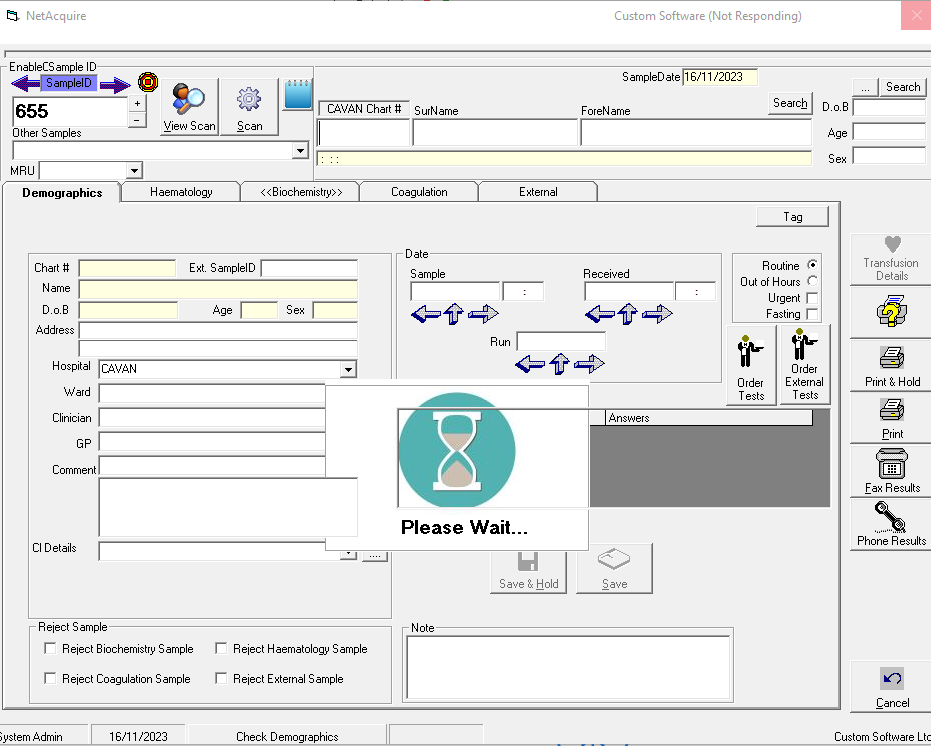 NetAcquire
Custom Software (Not Responding)
EnableCSample ID
SampleID
655
+
-
View Scan
Scan
Other Samples
MRU
SampleDate 16/11/2023
... Search
CAVAN Chart # SurName ForeName Search
D.o.B
Age
Sex
: : :
Demographics Haematology <<Biochemistry>> Coagulation External
Tag
Chart # Ext. SampleID
Name
D.o.B Age Sex
Address
Hospital CAVAN
Ward
Clinician
GP
Comment
Cl Details
....
Date
Sample Received
: :
Run
Routine
Out of Hours
Urgent
Fasting
Order
Tests
Order
External
Tests
Answers
Please Wait...
Save & Hold Save
Transfusion
Details
Print & Hold
Print
Fax Results
Phone Results
Reject Sample
Reject Biochemistry Sample Reject Haematology Sample
Reject Coagulation Sample Reject External Sample
Note
Cancel
System Admin 16/11/2023 Check Demographics Custom Software Ltd